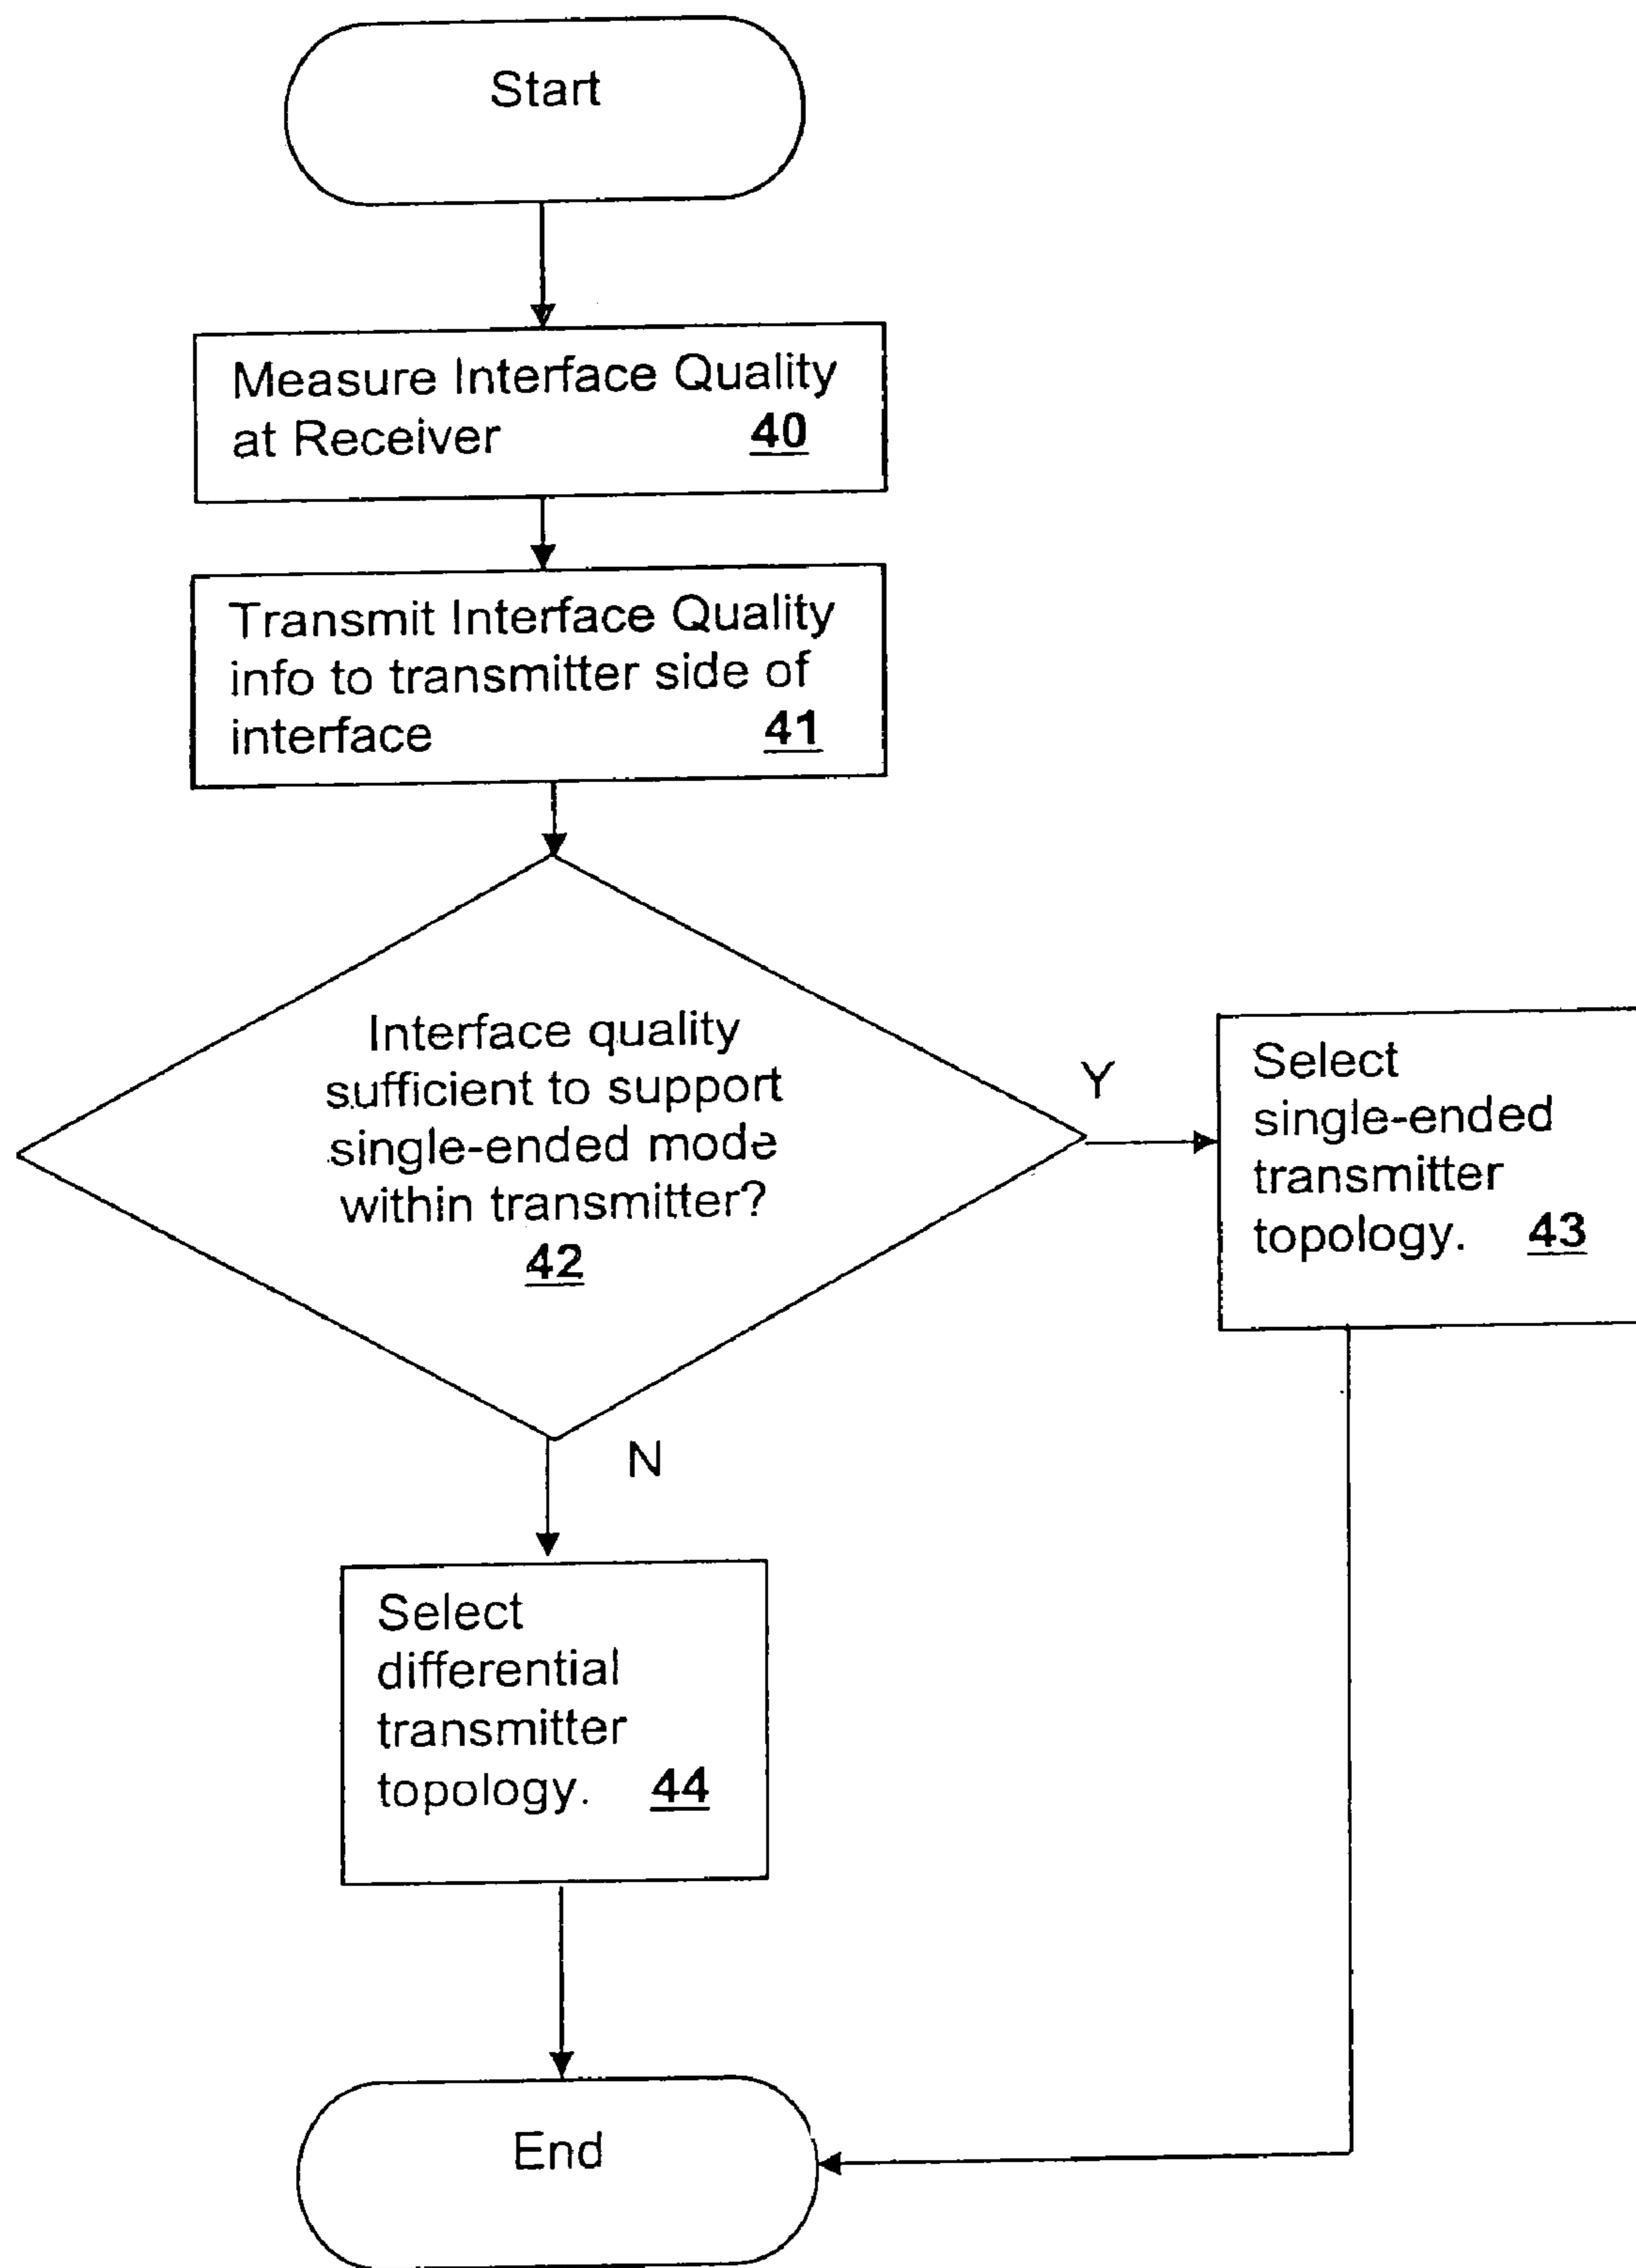 Start
Measure Interface Quality
at Receiver 40
Transmit Interface Quality
info to transmitter side of
interface 41
Interface quality
sufficient to support
single-ended mode
within transmitter?
42
Y
Select
single-ended
transmitter
topology. 43
N
Select
differential
transmitter
topology. 44
End